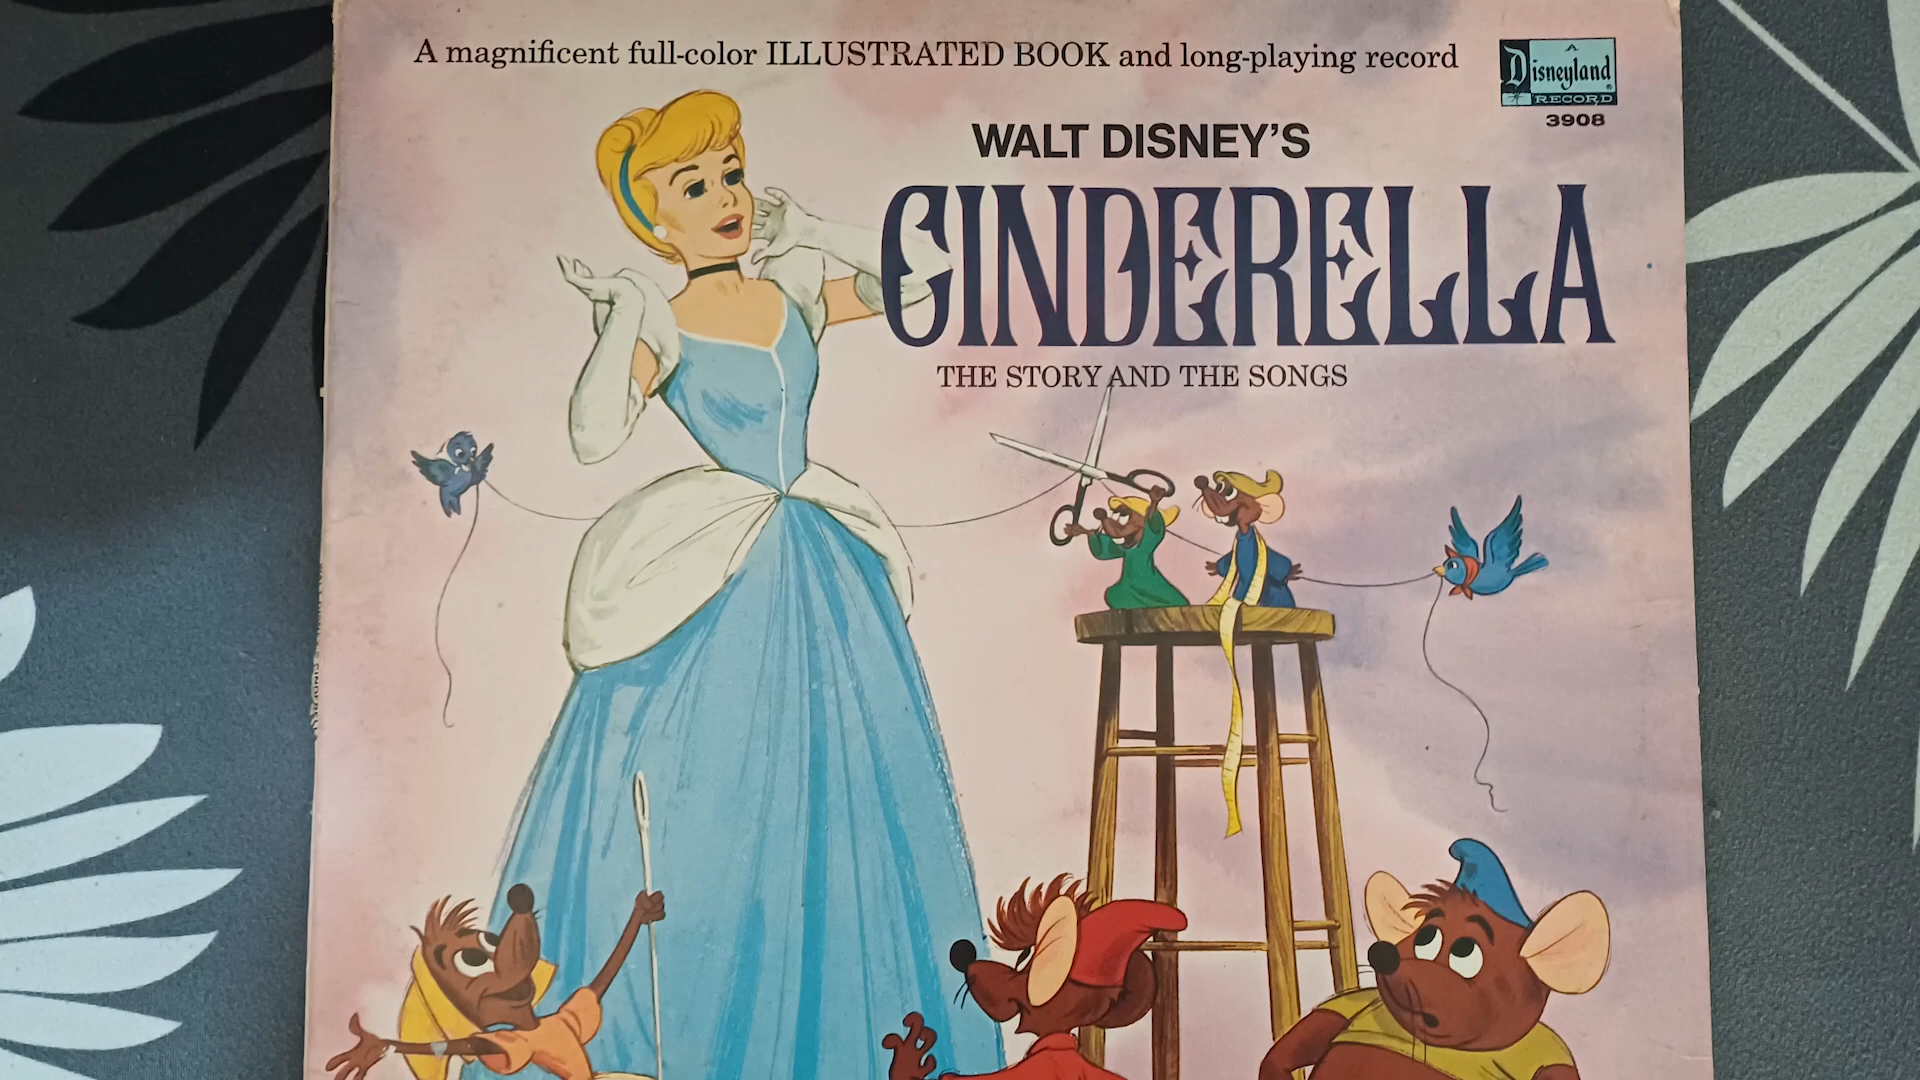 A magnificent full-color ILLUSTRATED BOOK and long-playing record
A
Disneyland
RECORD
3908
WALT DISNEY'S
CINDERELLA
THE STORY AND THE SONGS